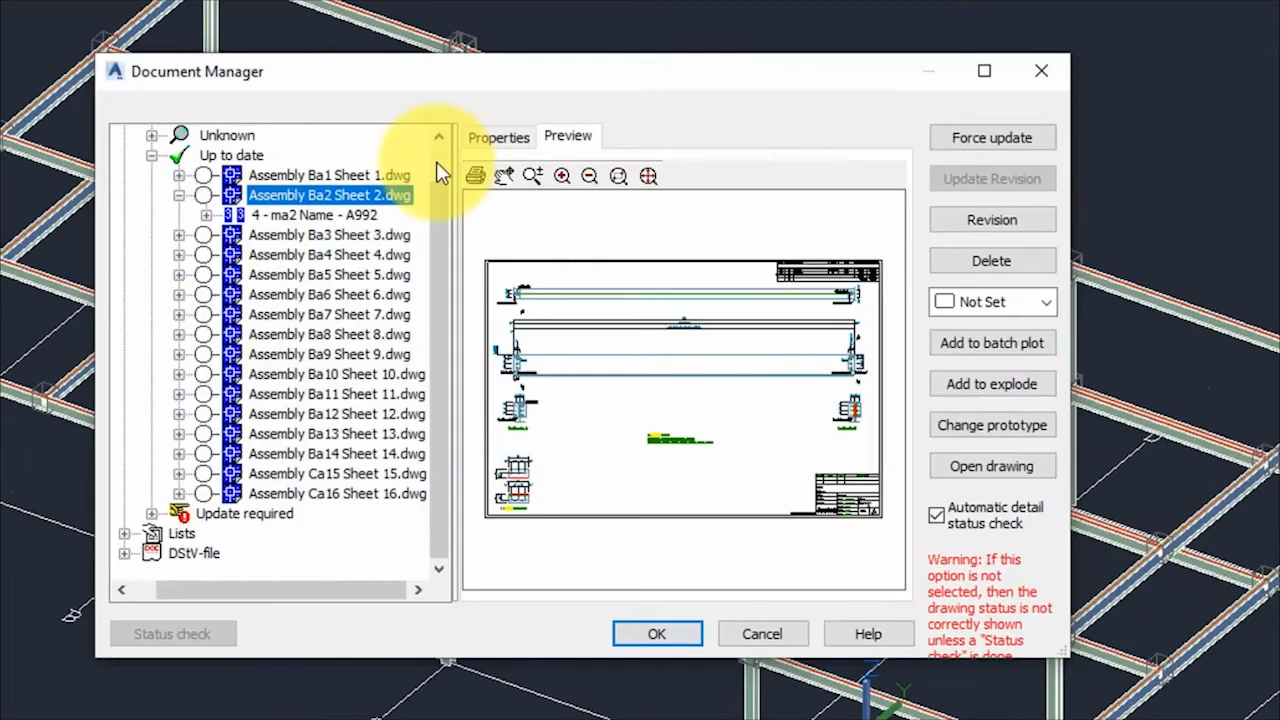 Document Manager
Unknown
Up to date
Assembly Ba1 Sheet 1.dwg
Assembly Ba2 Sheet 2.dwg
4 - ma2 Name - A992
Assembly Ba3 Sheet 3.dwg
Assembly Ba4 Sheet 4.dwg
Assembly Ba5 Sheet 5.dwg
Assembly Ba6 Sheet 6.dwg
Assembly Ba7 Sheet 7.dwg
Assembly Ba8 Sheet 8.dwg
Assembly Ba9 Sheet 9.dwg
Assembly Ba10 Sheet 10.dwg
Assembly Ba11 Sheet 11.dwg
Assembly Ba12 Sheet 12.dwg
Assembly Ba13 Sheet 13.dwg
Assembly Ba14 Sheet 14.dwg
Assembly Ca15 Sheet 15.dwg
Assembly Ca16 Sheet 16.dwg
Update required
Lists
DStV-file
Status check
Properties
Preview
OK
Cancel
Help
Force update
Update Revision
Revision
Delete
Not Set
Add to batch plot
Add to explode
Change prototype
Open drawing
Automatic detail
status check
Warning: If this
option is not
selected, then the
drawing status is not
correctly shown
unless a "Status
check" is done
Y